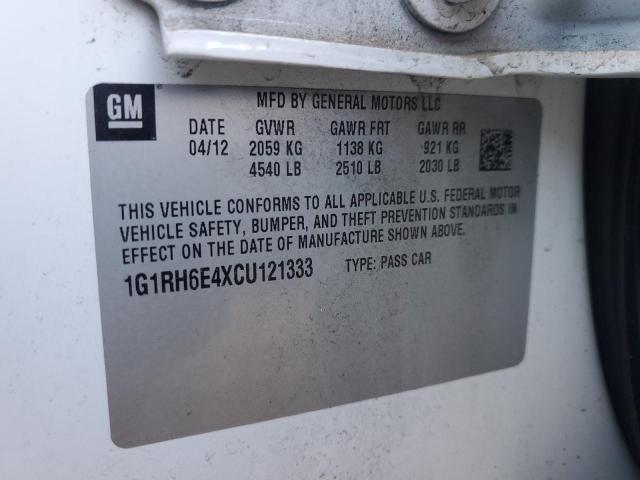 GM
MFD BY GENERAL MOTORS LLC
DATE GVWR GAWR FRT GAWR RR
04/12 2059 KG 1138 KG 921 KG
4540 LB 2510 LB 2030 LB
THIS VEHICLE CONFORMS TO ALL APPLICABLE U.S. FEDERAL MOTOR
VEHICLE SAFETY, BUMPER, AND THEFT PREVENTION STANDARDS IN
EFFECT ON THE DATE OF MANUFACTURE SHOWN ABOVE.
1G1RH6E4XCU121333 TYPE: PASS CAR